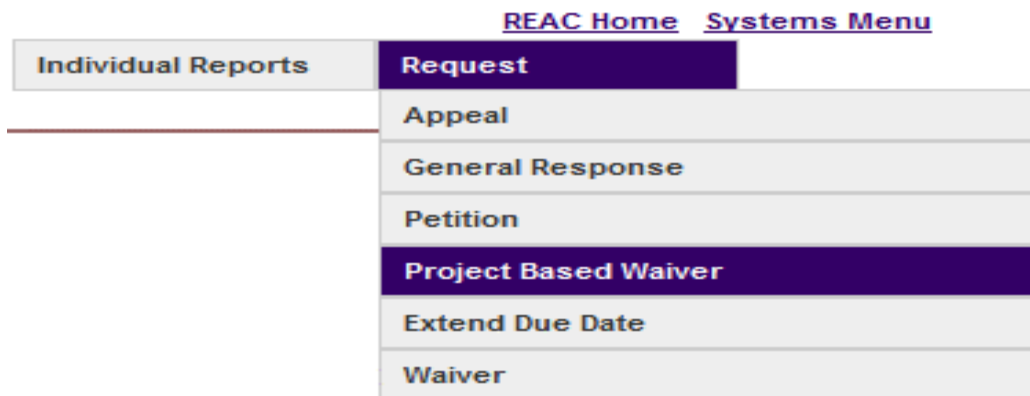 REAC Home Systems Menu
Individual Reports Request
Appeal
General Response
Petition
Project Based Waiver
Extend Due Date
Waiver